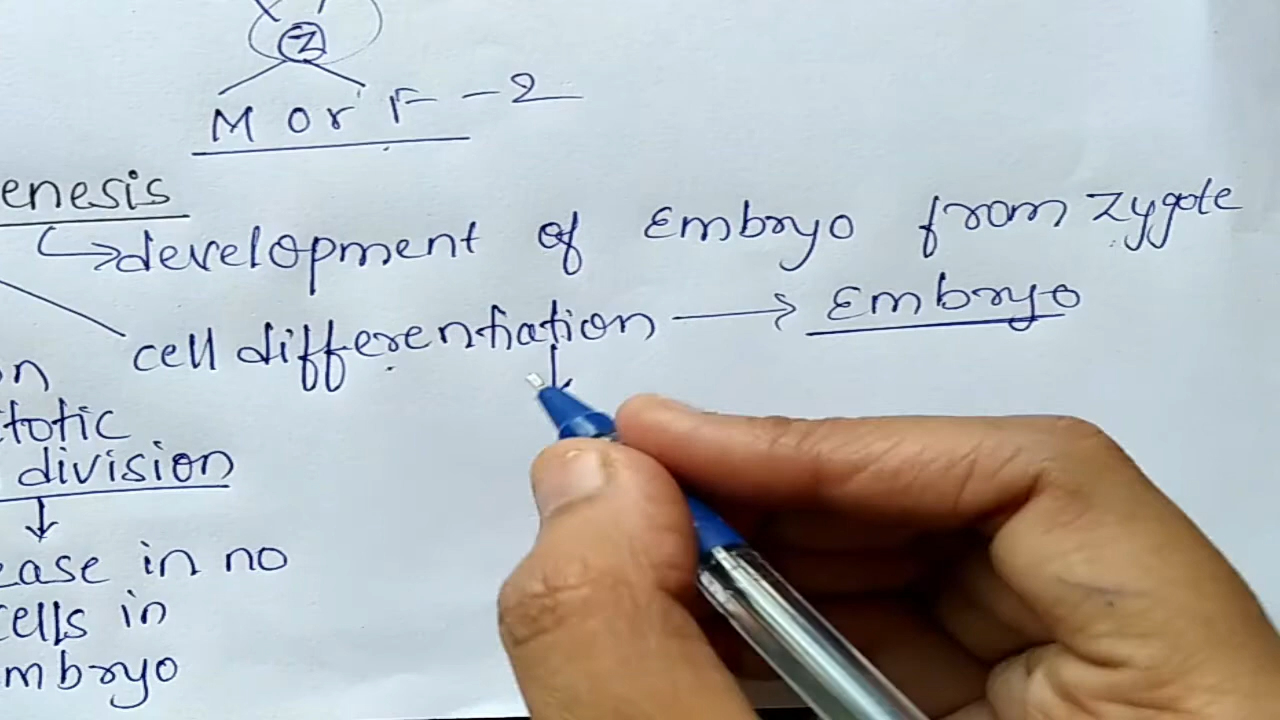 Z
M or F - 2
enesis
development of Embryo from zygote
cell differentiation → Embryo
on
totic
division
ease in no
cells in
mbryo